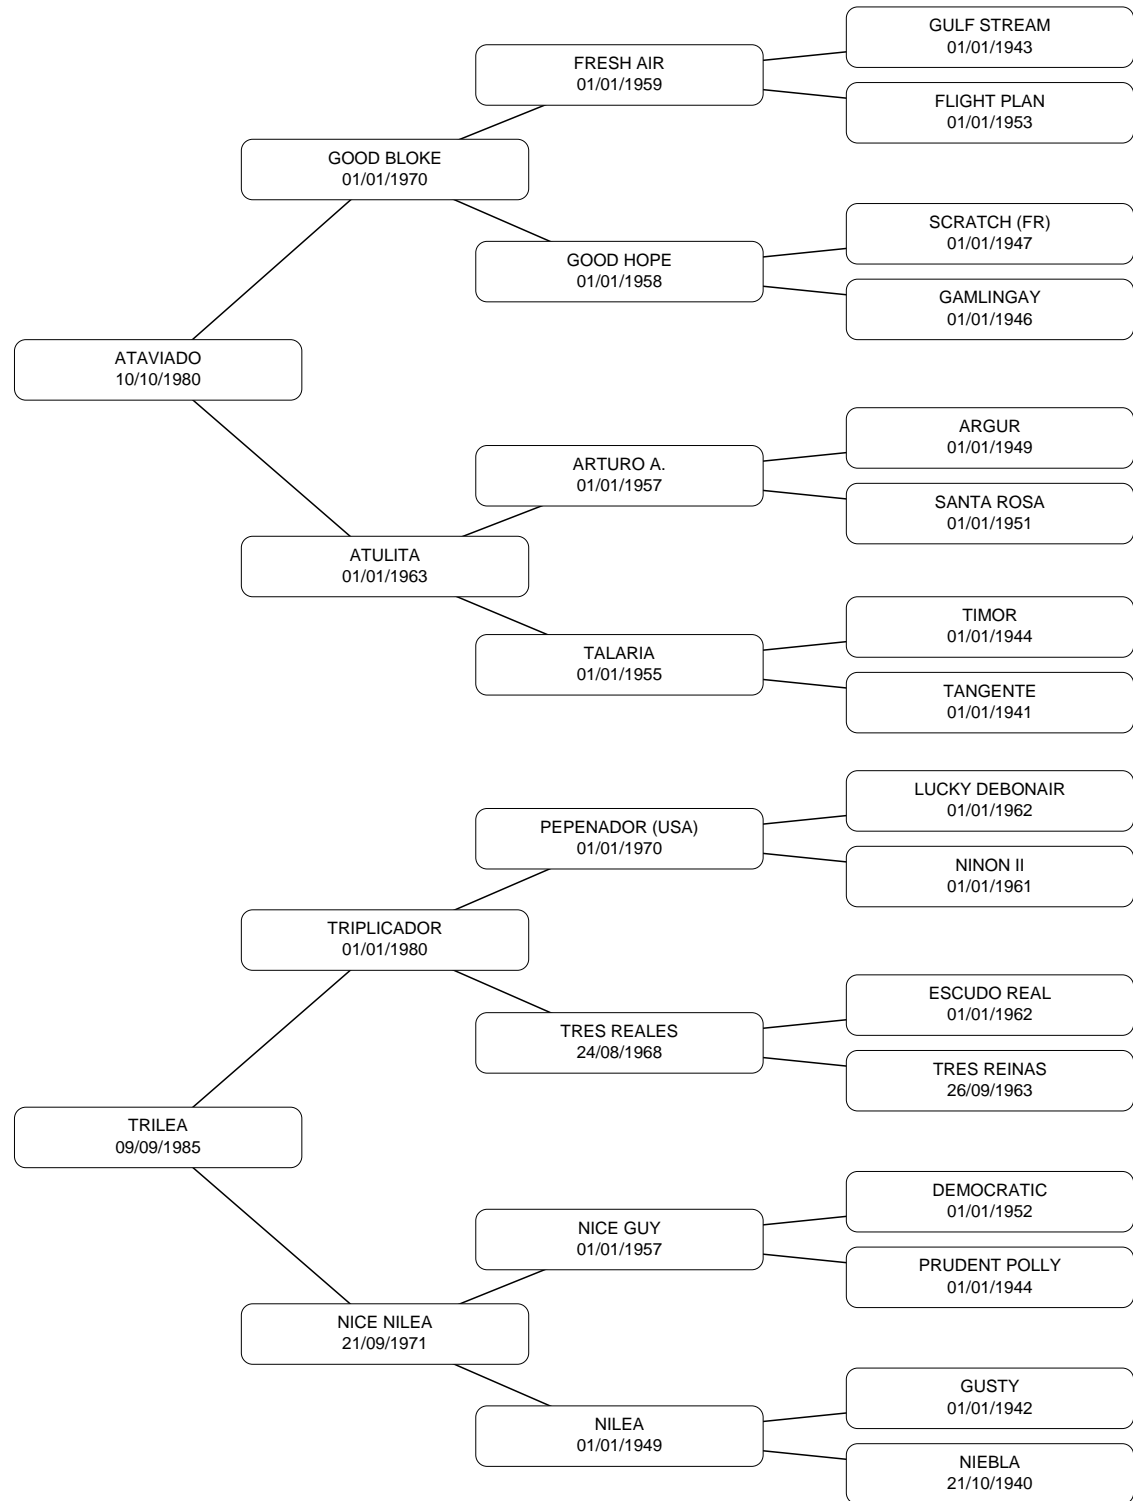 GULF STREAM
01/01/1943
FRESH AIR
01/01/1959
FLIGHT PLAN
01/01/1953
GOOD BLOKE
01/01/1970
SCRATCH (FR)
01/01/1947
GOOD HOPE
01/01/1958
GAMLINGAY
01/01/1946
ATAVIADO
10/10/1980
ARGUR
01/01/1949
ARTURO A.
01/01/1957
SANTA ROSA
01/01/1951
ATULITA
01/01/1963
TIMOR
01/01/1944
TALARIA
01/01/1955
TANGENTE
01/01/1941
LUCKY DEBONAIR
01/01/1962
PEPENADOR (USA)
01/01/1970
NINON II
01/01/1961
TRIPLICADOR
01/01/1980
ESCUDO REAL
01/01/1962
TRES REALES
24/08/1968
TRES REINAS
26/09/1963
TRILEA
09/09/1985
DEMOCRATIC
01/01/1952
NICE GUY
01/01/1957
PRUDENT POLLY
01/01/1944
NICE NILEA
21/09/1971
GUSTY
01/01/1942
NILEA
01/01/1949
NIEBLA
21/10/1940